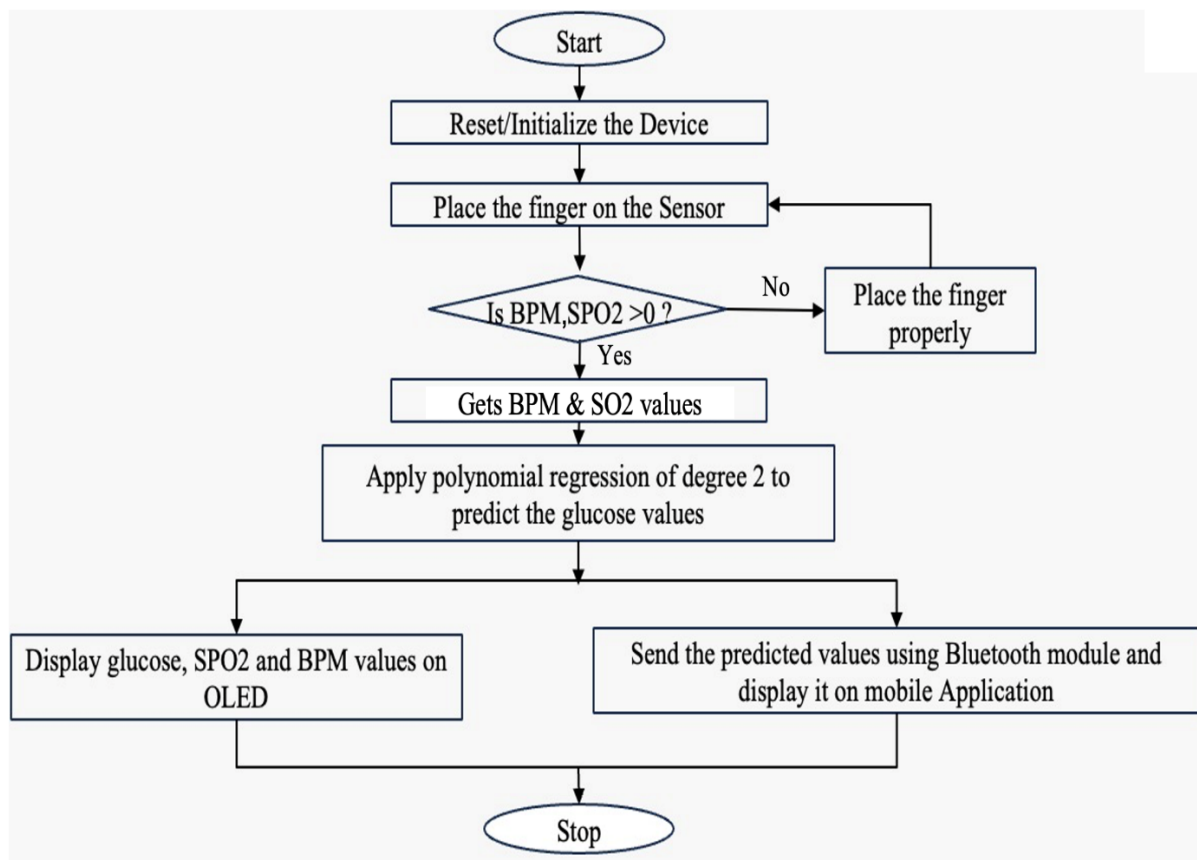 Start
Reset/Initialize the Device
Place the finger on the Sensor
Is BPM,SPO2 >0 ?
No
Place the finger
properly
Yes
Gets BPM & SO2 values
Apply polynomial regression of degree 2 to
predict the glucose values
Display glucose, SPO2 and BPM values on
OLED
Send the predicted values using Bluetooth module and
display it on mobile Application
Stop